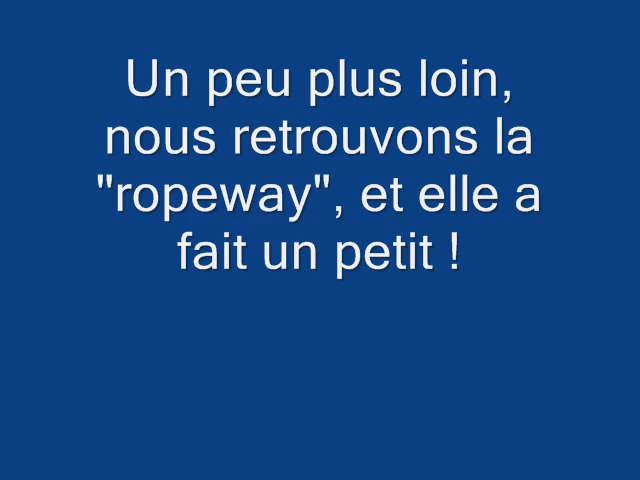 Un peu plus loin,
nous retrouvons la
"ropeway", et elle a
fait un petit !